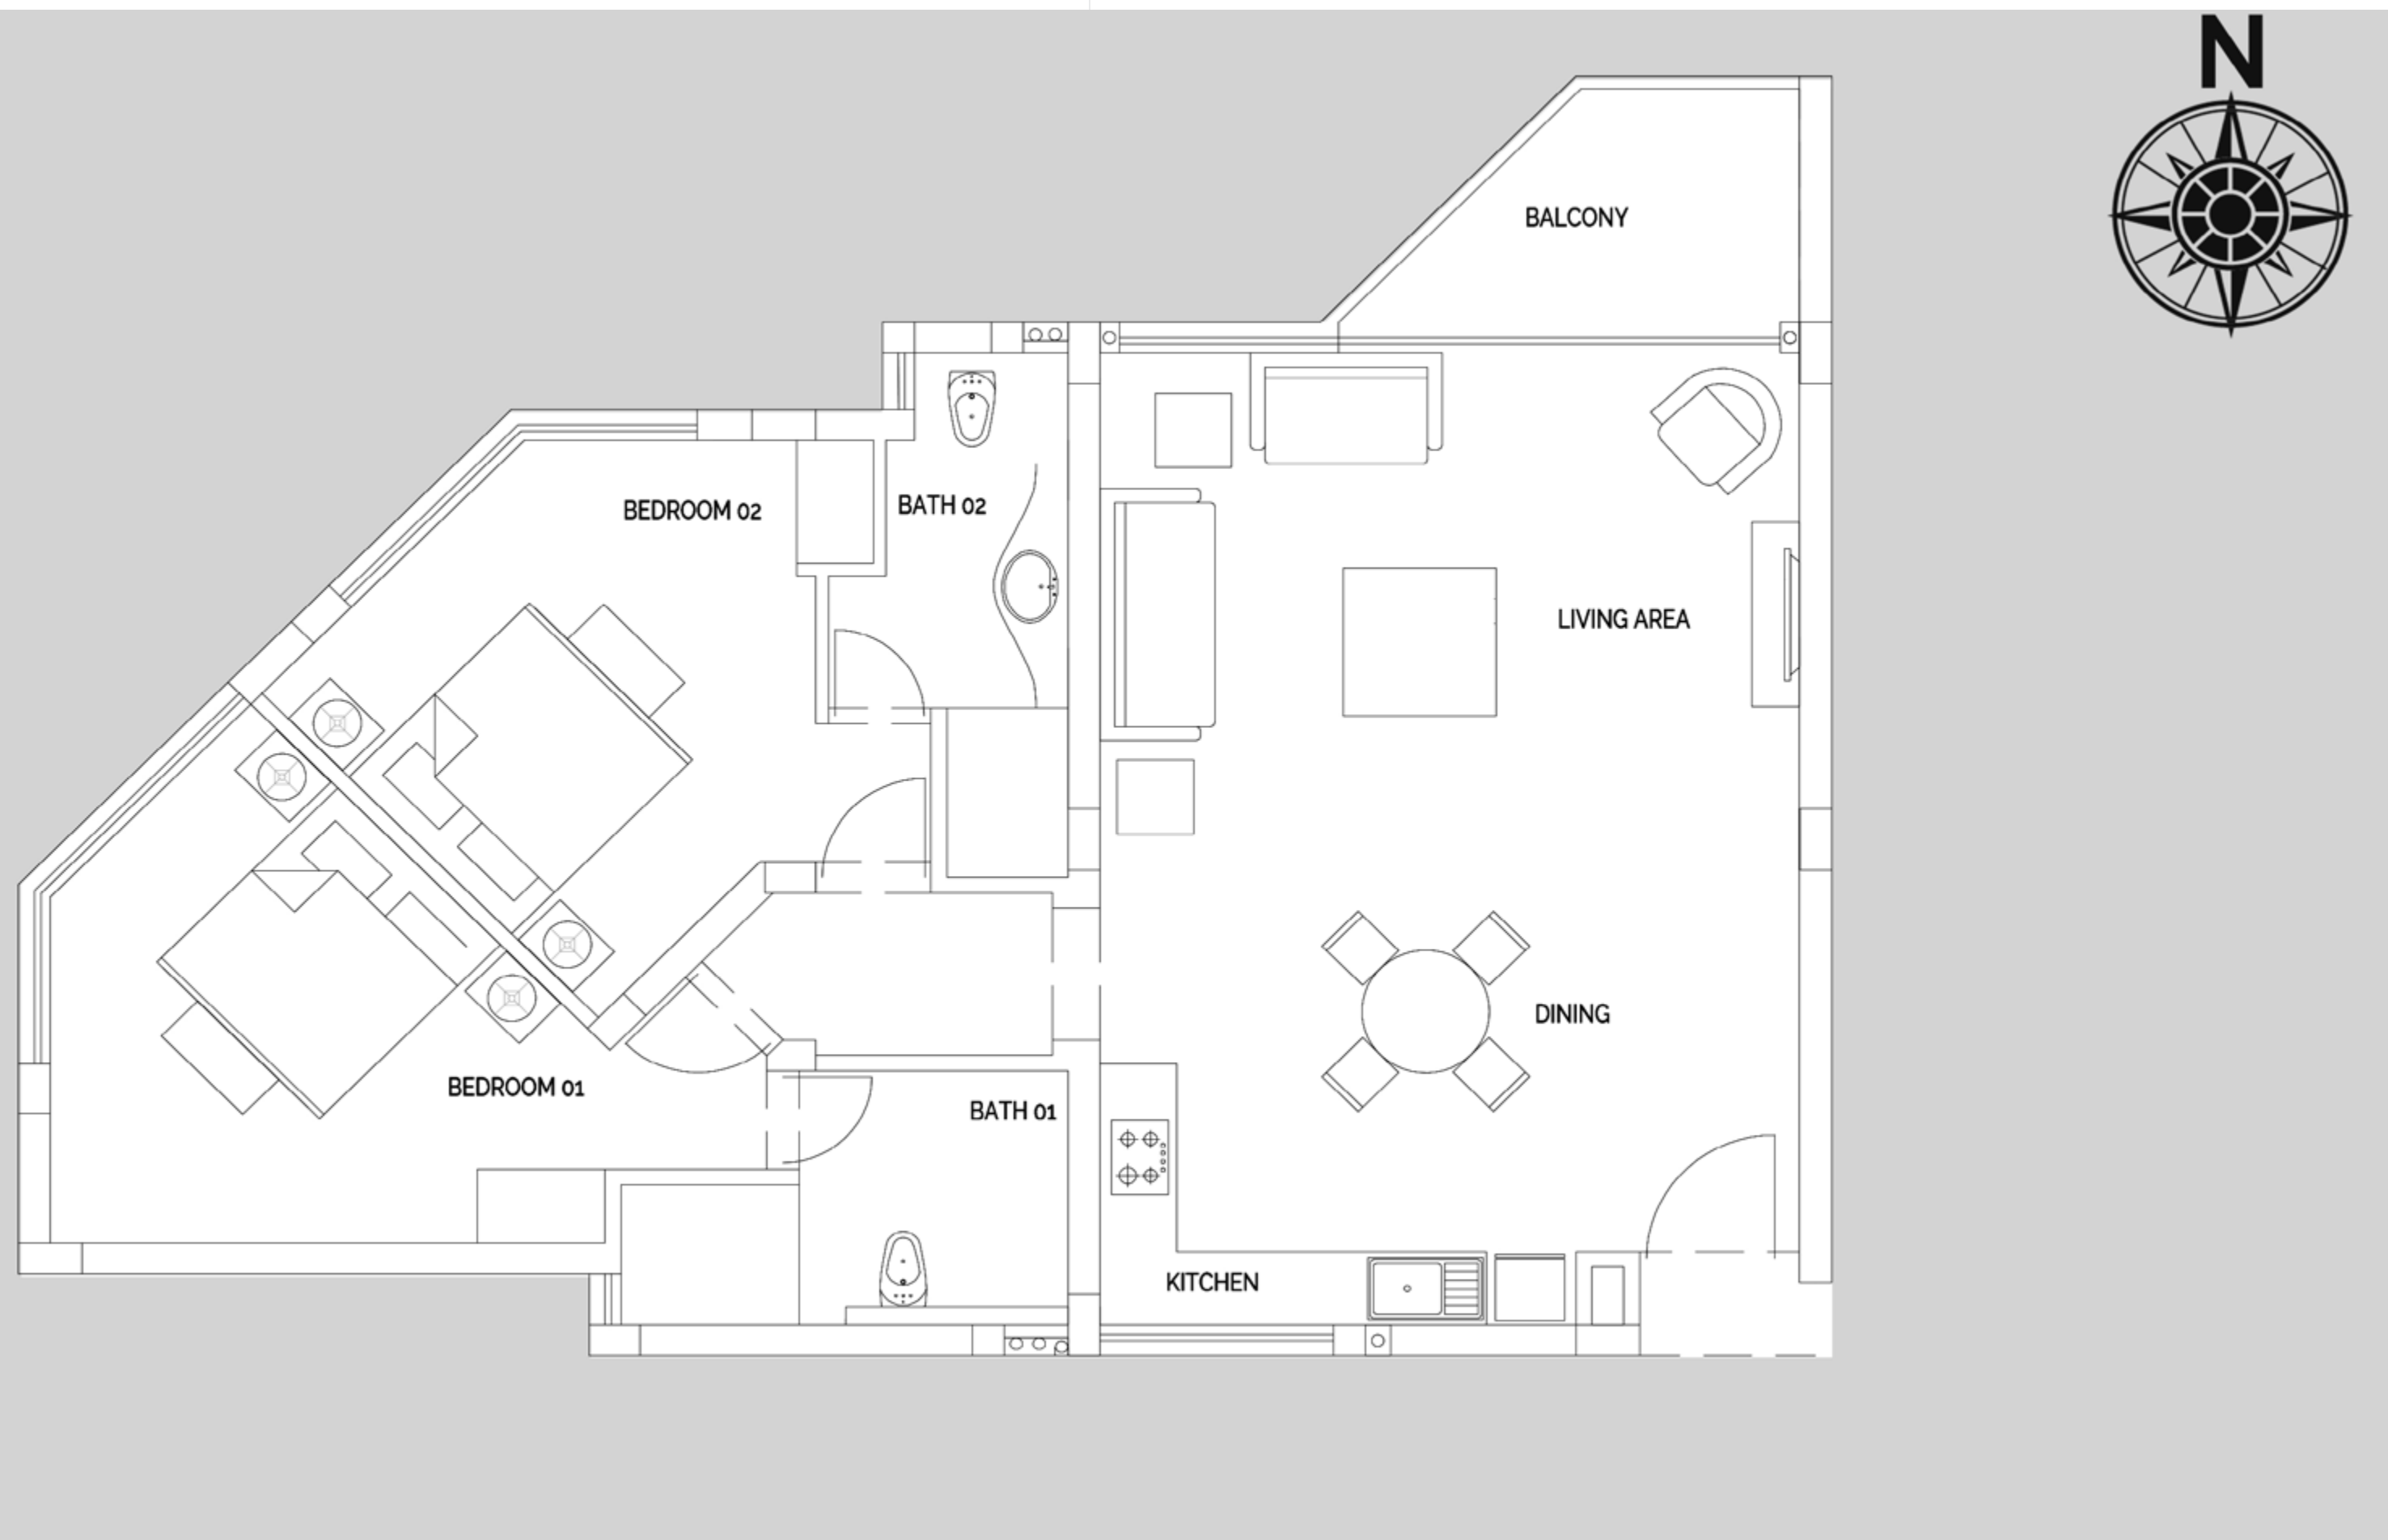 N
BALCONY
BEDROOM 02
BATH 02
LIVING AREA
DINING
BEDROOM 01
BATH 01
KITCHEN